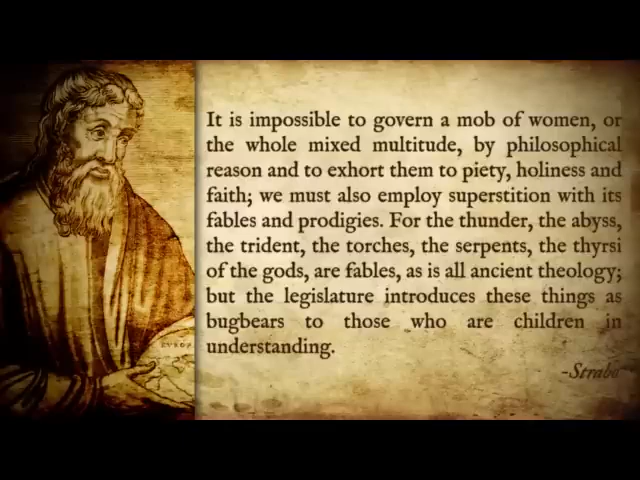 It is impossible to govern a mob of women, or
the whole mixed multitude, by philosophical
reason and to exhort them to piety, holiness and
faith; we must also employ superstition with its
fables and prodigies. For the thunder, the abyss,
the trident, the torches, the serpents, the thyrsi
of the gods, are fables, as is all ancient theology;
but the legislature introduces these things as
bugbears to those who are children in
understanding.
-Strabo
EVROP